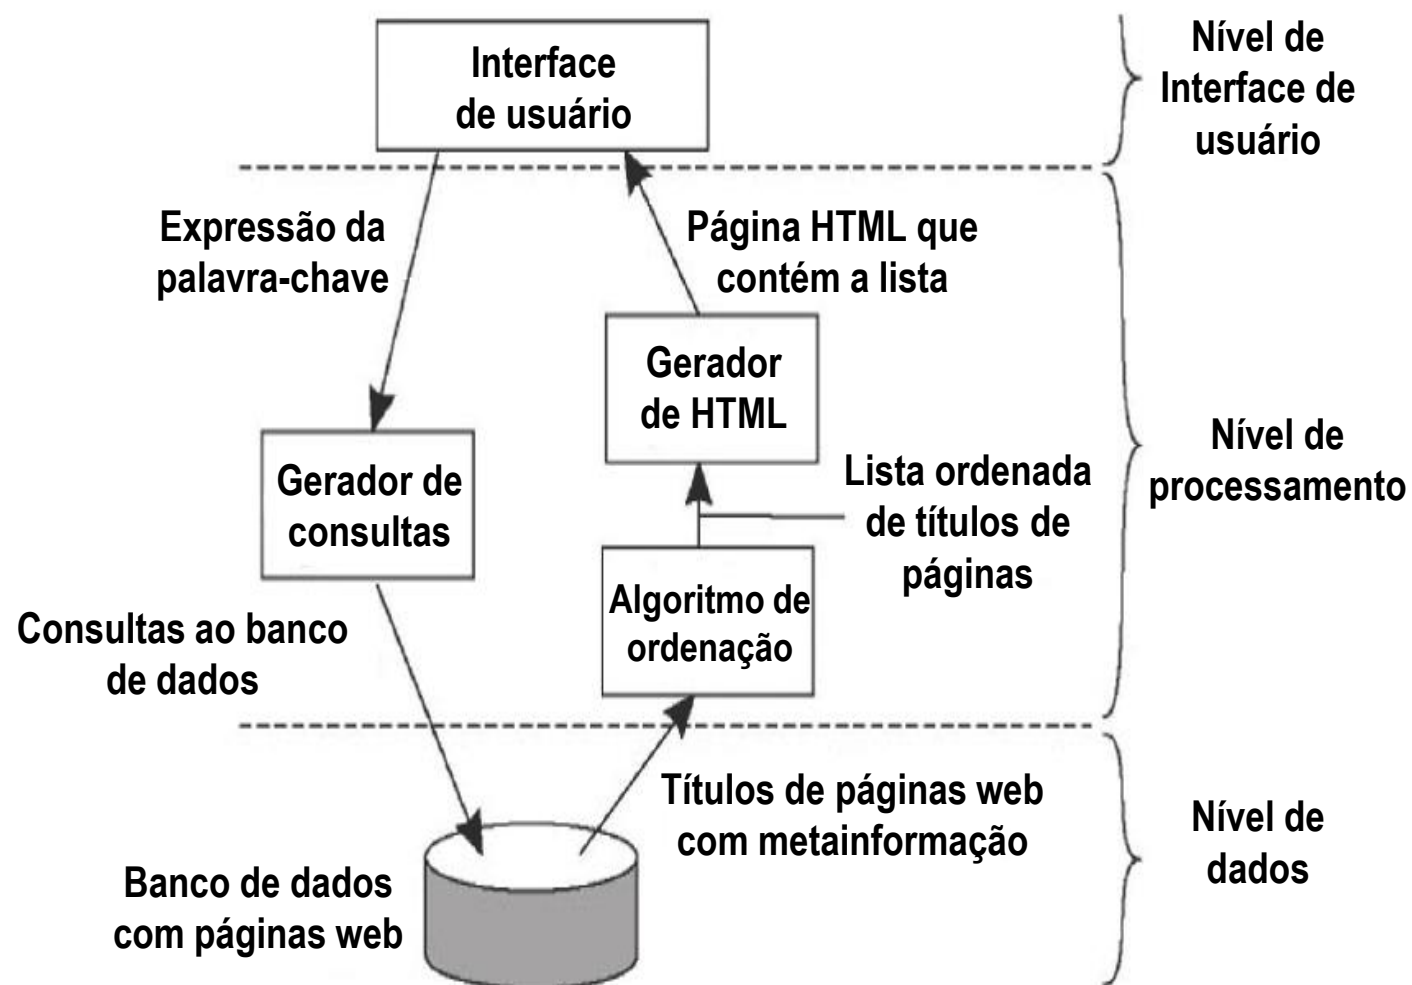 Interface
de usuário
Nível de
Interface de
usuário
Expressão da
palavra-chave
Página HTML que
contém a lista
Gerador
de HTML
Gerador de
consultas
Lista ordenada
de títulos de
páginas
Nível de
processamento
Algoritmo de
ordenação
Consultas ao banco
de dados
Títulos de páginas web
com metainformação
Nível de
dados
Banco de dados
com páginas web